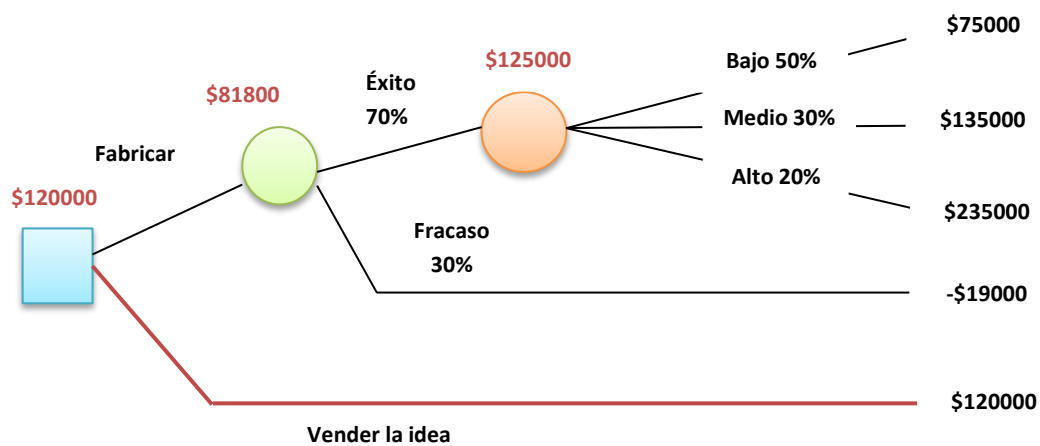 $75000
$125000
Bajo 50%
Éxito
70%
$81800
Medio 30%
$135000
Fabricar
Alto 20%
$120000
$235000
Fracaso
30%
-$19000
$120000
Vender la idea